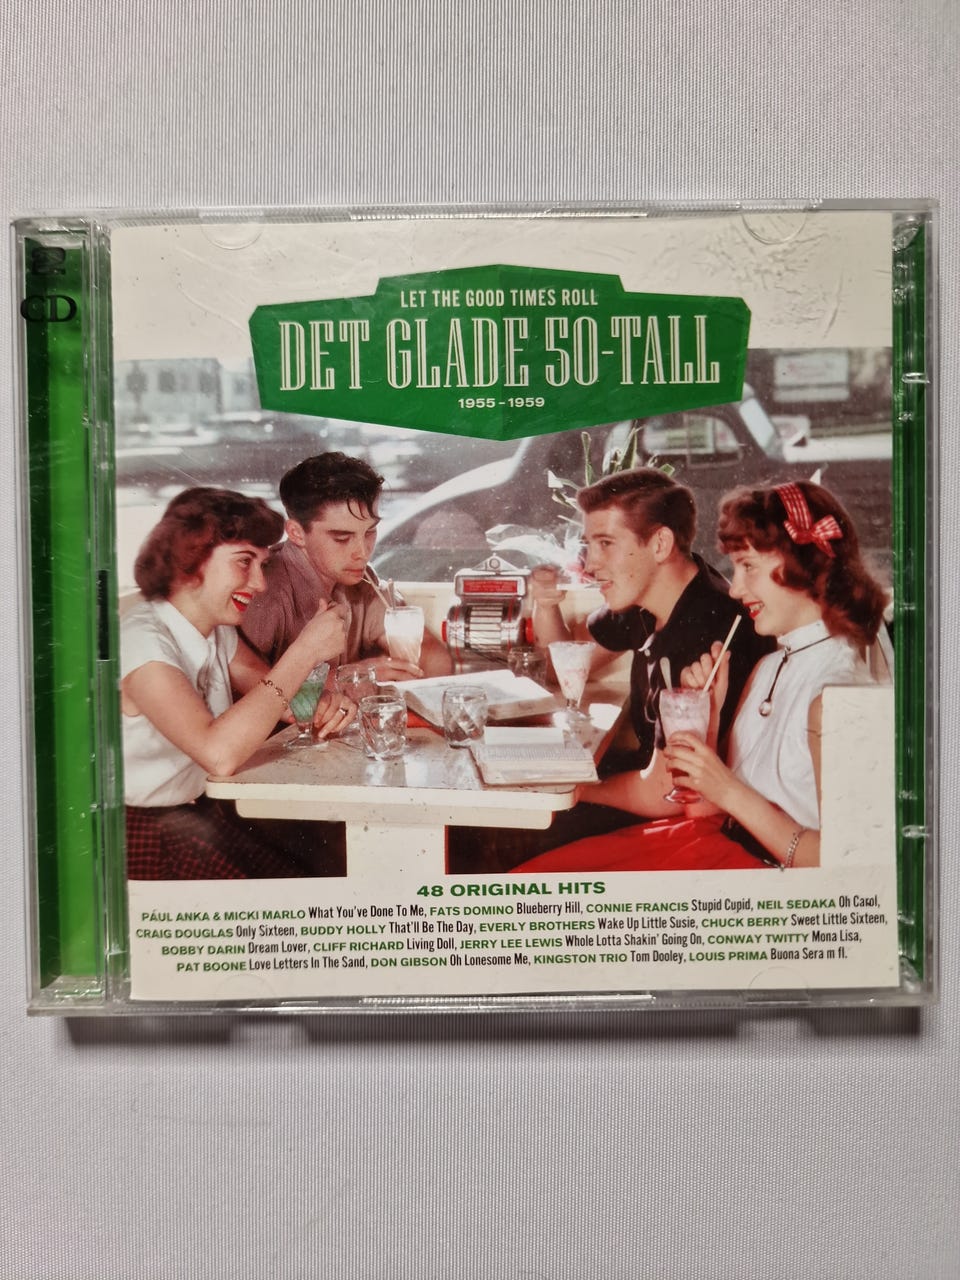 2
CD
LET THE GOOD TIMES ROLL
DET GLADE 50-TALL
1955-1959
48 ORIGINAL HITS
PAUL ANKA & MICKI MARLO What You've Done To Me, FATS DOMINO Blueberry Hill, CONNIE FRANCIS Stupid Cupid, NEIL SEDAKA Oh Carol,
CRAIG DOUGLAS Only Sixteen, BUDDY HOLLY That'll Be The Day, EVERLY BROTHERS Wake Up Little Susie, CHUCK BERRY Sweet Little Sixteen,
BOBBY DARIN Dream Lover, CLIFF RICHARD Living Doll, JERRY LEE LEWIS Whole Lotta Shakin' Going On, CONWAY TWITTY Mona Lisa,
PAT BOONE Love Letters In The Sand, DON GIBSON Oh Lonesome Me, KINGSTON TRIO Tom Dooley, LOUIS PRIMA Buona Sera m fl.